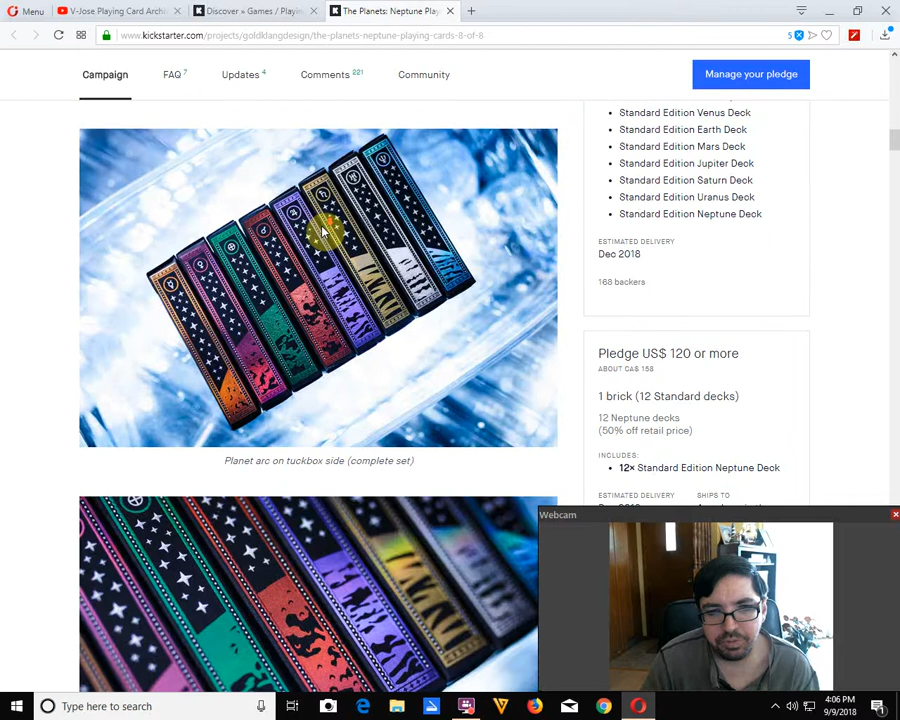 Menu
V-Jose Playing Card Archi
Discover » Games / Playin
The Planets: Neptune Play
www.kickstarter.com/projects/goldklangdesign/the-planets-neptune-playing-cards-8-of-8
5
Campaign
FAQ 7
Updates 4
Comments 221
Community
Manage your pledge
Standard Edition Venus Deck
Standard Edition Earth Deck
Standard Edition Mars Deck
Standard Edition Jupiter Deck
Standard Edition Saturn Deck
Standard Edition Uranus Deck
Standard Edition Neptune Deck
ESTIMATED DELIVERY
Dec 2018
168 backers
Planet arc on tuckbox side (complete set)
Pledge US$ 120 or more
ABOUT CA$ 158
1 brick (12 Standard decks)
12 Neptune decks
(50% off retail price)
INCLUDES:
12× Standard Edition Neptune Deck
ESTIMATED DELIVERY
SHIPS TO
Webcam
Type here to search
4:06 PM
9/9/2018
1